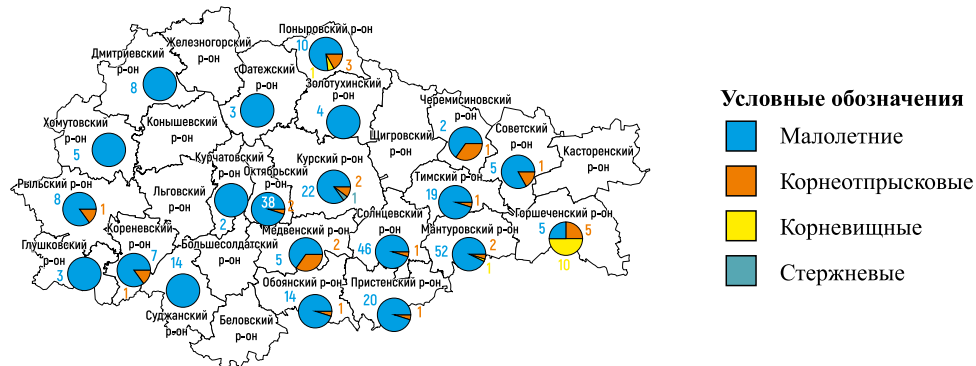 Поныровский р-он
10
3
1
Железногорский
р-он
Дмитриевский
р-он
8
Фатежский
р-он
3
Золотухинский
р-он
4
Черемисиновский
р-он
2
1
Советский
р-он
5
1
Касторенский
р-он
Хомутовский
р-он
5
Конышевский
р-он
Щигровский
р-он
Курчатовский
р-он
2
Октябрьский
р-он
38
2
Курский р-он
22
2
1
Тимский р-он
19
1
Рыльский р-он
8
1
Льговский
р-он
Солнцевский
р-он
46
1
Мантуровский р-он
52
2
1
Горшеченский р-он
5
5
10
Глушковский
р-он
3
Кореневский
р-он
7
1
Большесолдатский
р-он
14
Суджанский
р-он
Медвенский р-он
5
2
Обоянский р-он
14
1
Пристенский р-он
20
1
Беловский
р-он
Условные обозначения
Малолетние
Корнеотпрысковые
Корневищные
Стержневые